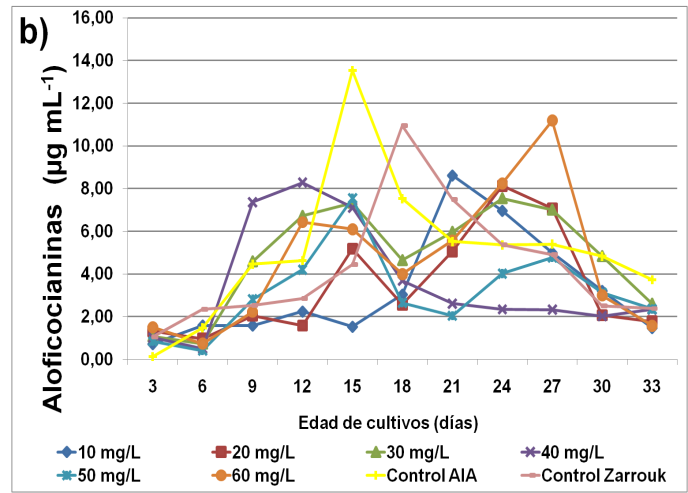 b)
Aloficocianinas (µg mL⁻¹)
16,00
14,00
12,00
10,00
8,00
6,00
4,00
2,00
0,00
3 6 9 12 15 18 21 24 27 30 33
Edad de cultivos (días)
10 mg/L 20 mg/L 30 mg/L 40 mg/L
50 mg/L 60 mg/L Control AIA Control Zarrouk